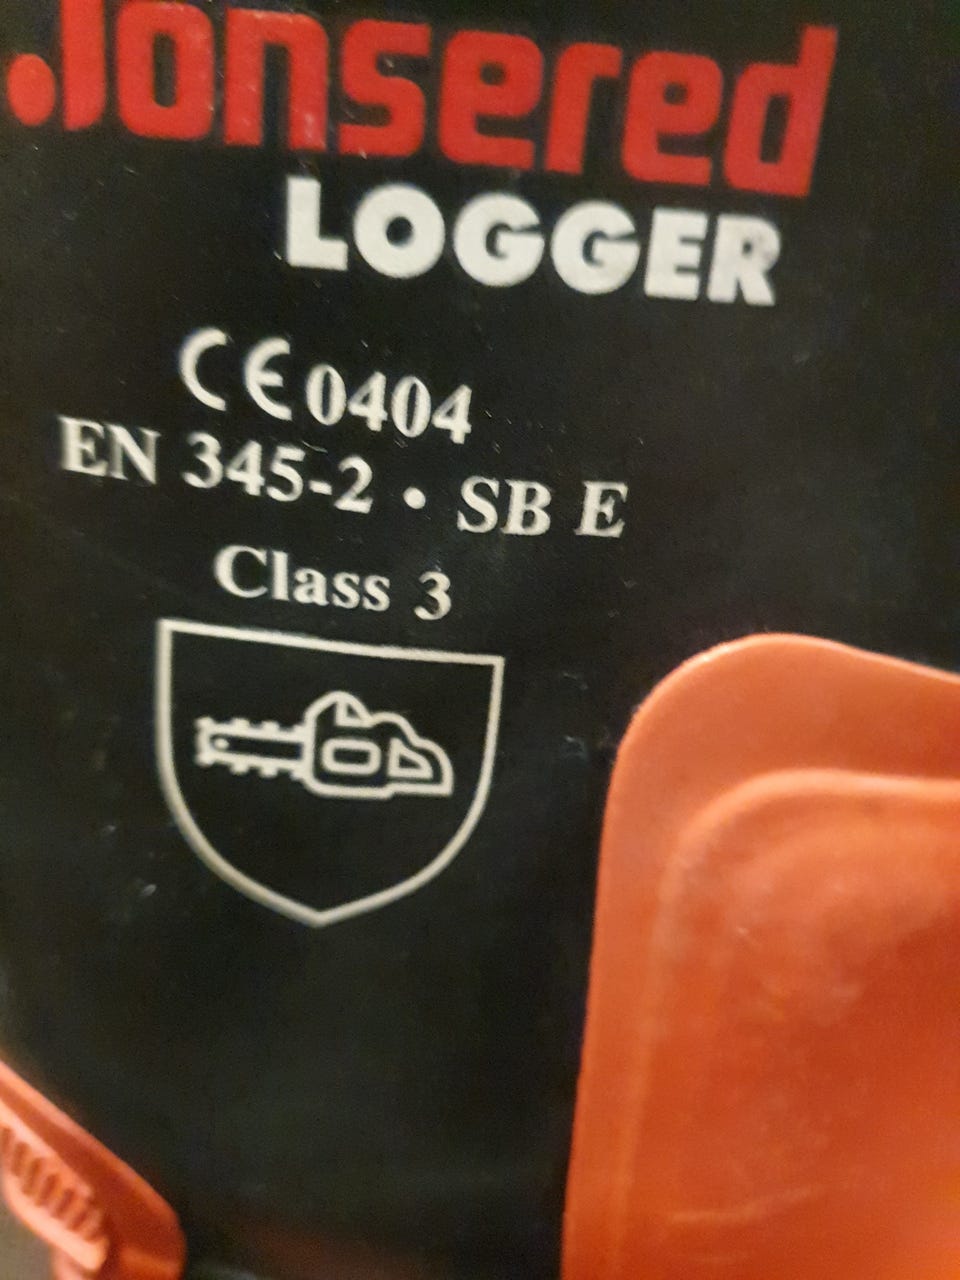 Jonsered
LOGGER
CE 0404
EN 345-2 • SB E
Class 3